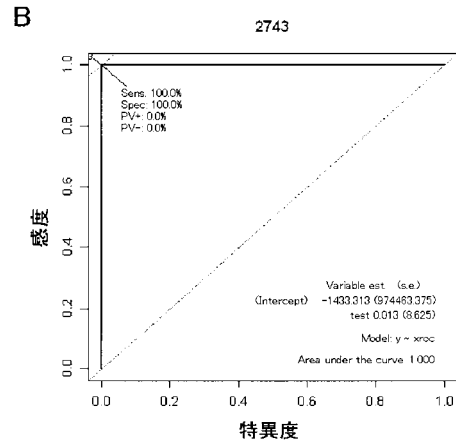 B
2743
Sens: 100.0%
Spec: 100.0%
PV+: 0.0%
PV-: 0.0%
感度
1.0
0.8
0.6
0.4
0.2
0.0
Variable est. (s.e.)
(Intercept) -1433.313 (974463.375)
test 0.013 (8.625)
Model: y ~ xroc
Area under the curve: 1.000
0.0 0.2 0.4 0.6 0.8 1.0
特異度